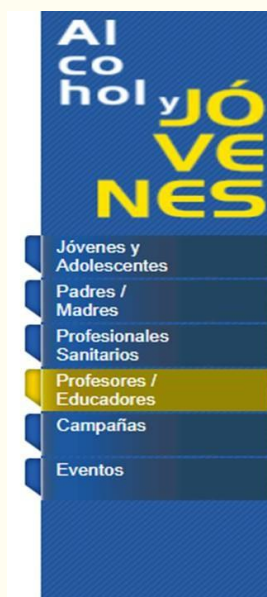 Al
co
hol y JÓ
VE
NES
Jóvenes y
Adolescentes
Padres /
Madres
Profesionales
Sanitarios
Profesores /
Educadores
Campañas
Eventos